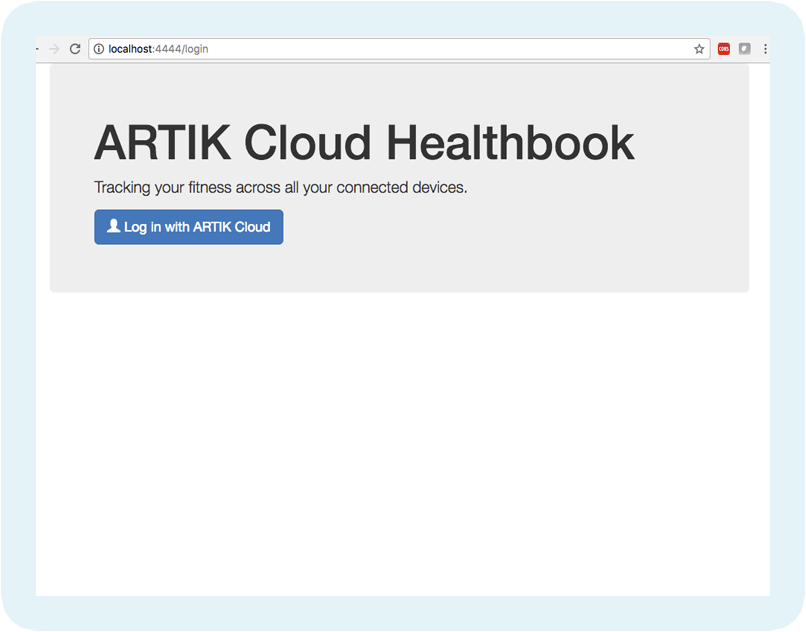 localhost:4444/login
CORS
ARTIK Cloud Healthbook
Tracking your fitness across all your connected devices.
Log in with ARTIK Cloud